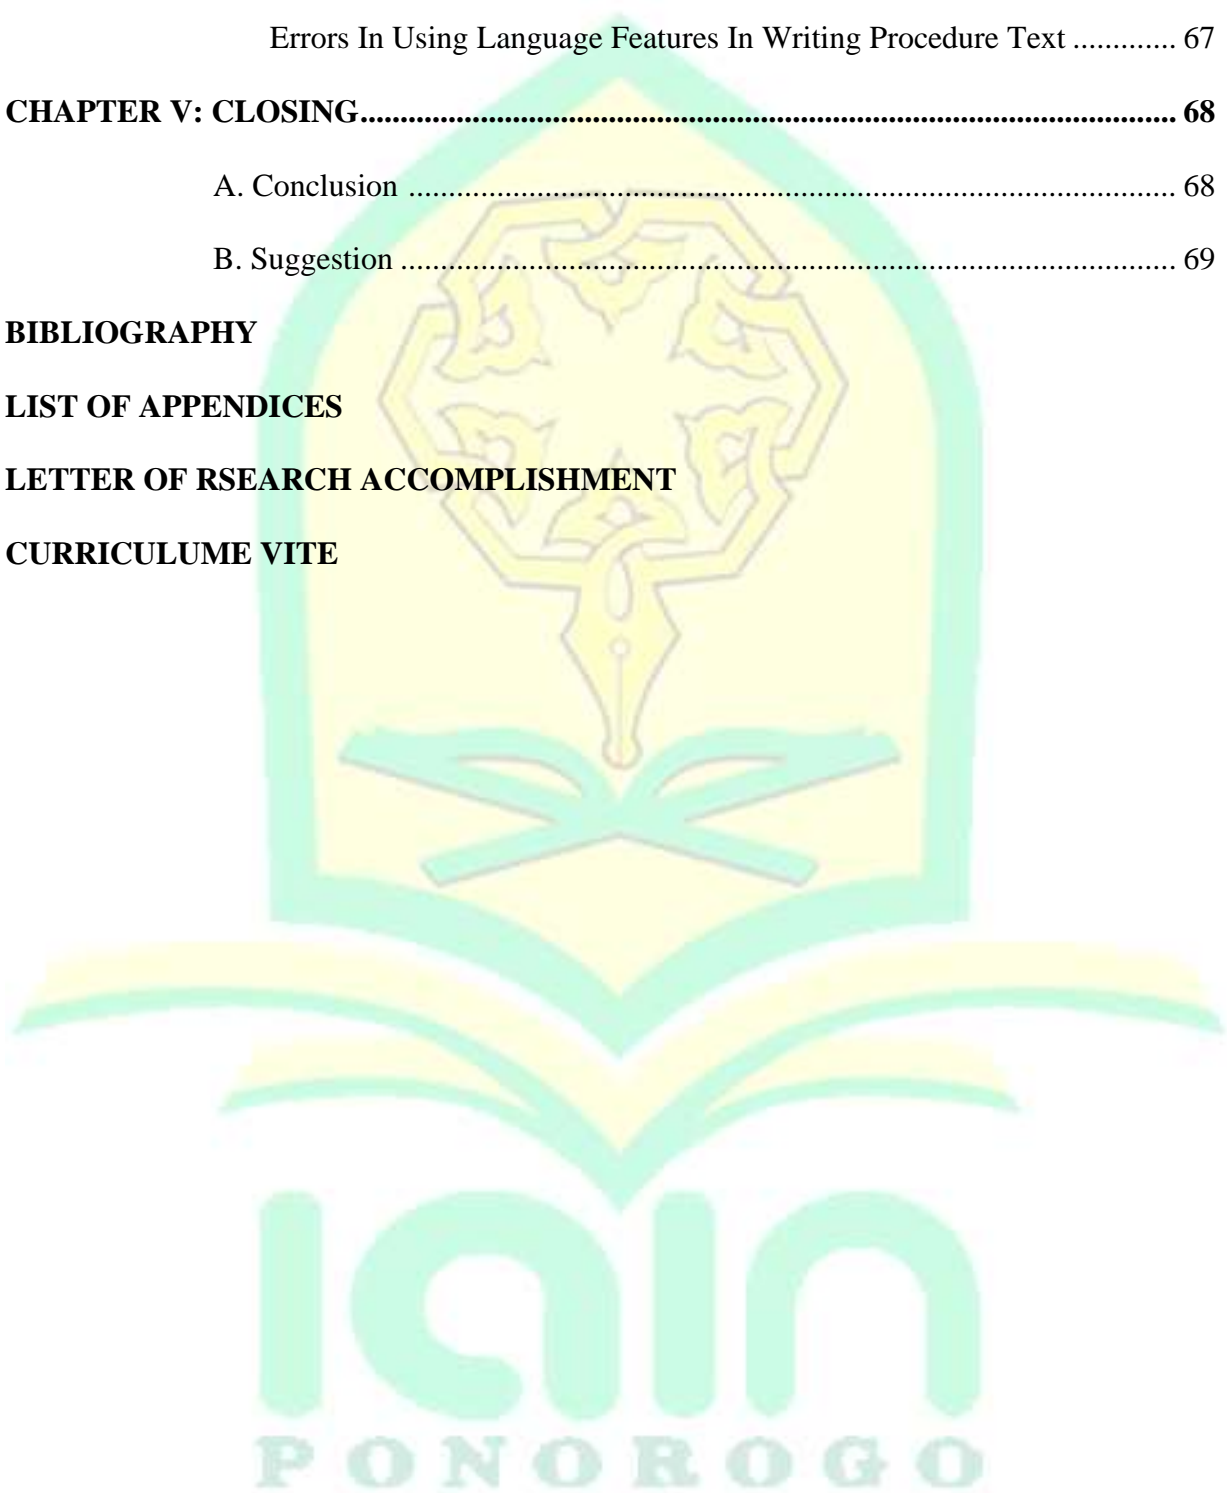 Errors In Using Language Features In Writing Procedure Text ............. 67
CHAPTER V: CLOSING....................................................................................................... 68
A. Conclusion ................................................................................................. 68
B. Suggestion .................................................................................................. 69
BIBLIOGRAPHY
LIST OF APPENDICES
LETTER OF RSEARCH ACCOMPLISHMENT
CURRICULUME VITE
iain
PONOROGO